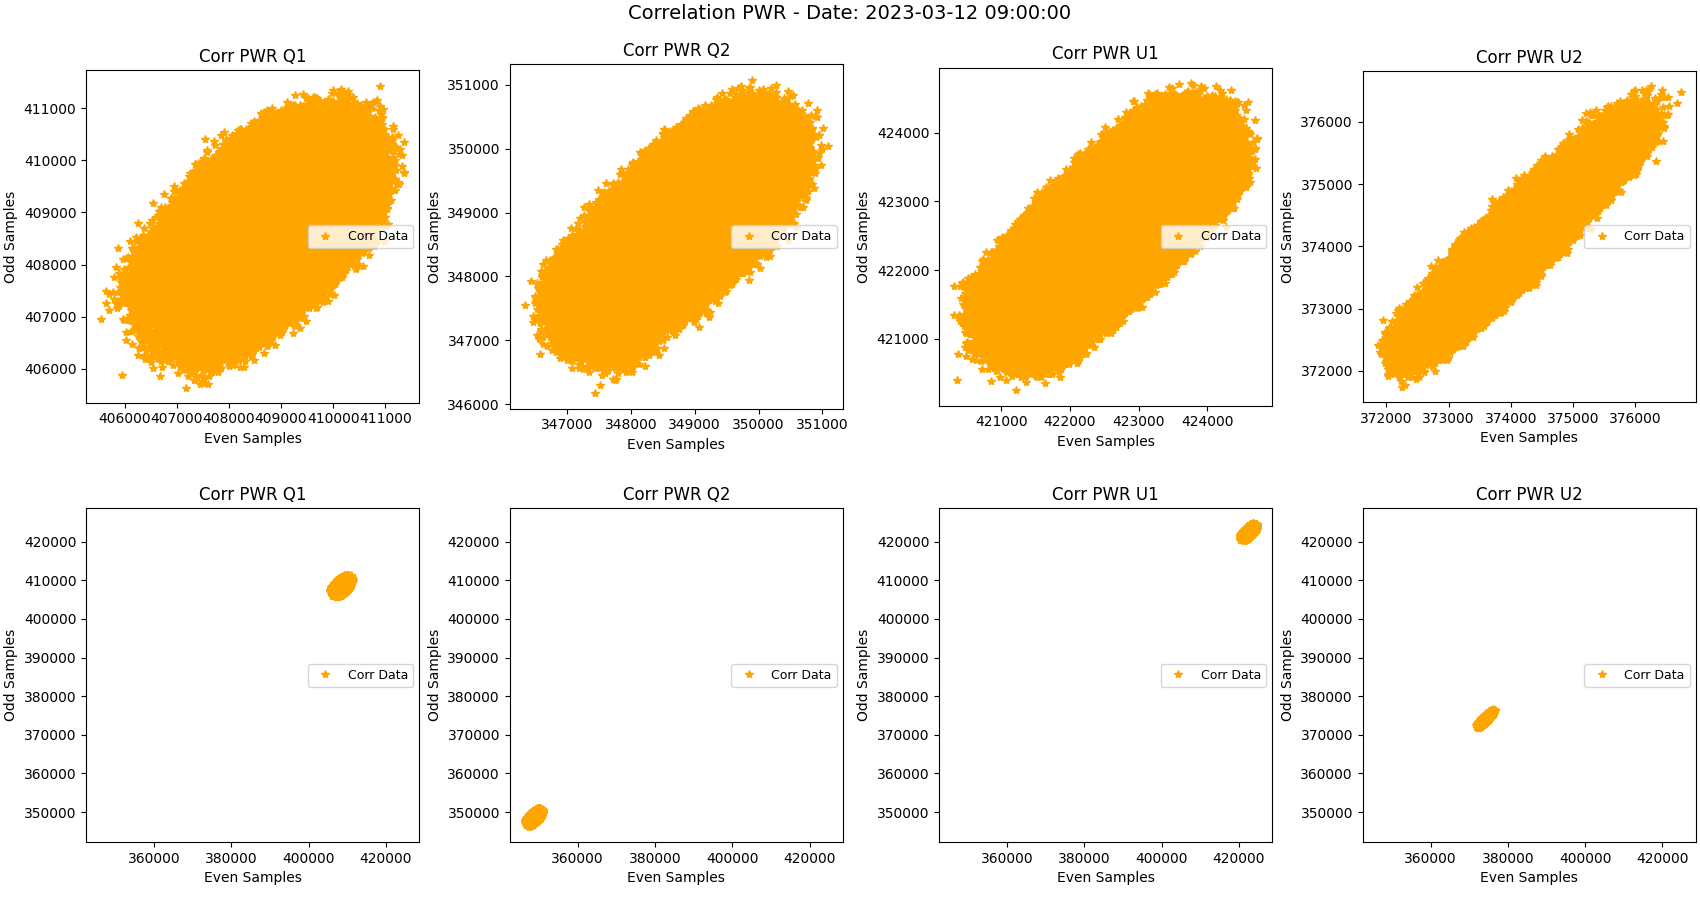 Correlation PWR - Date: 2023-03-12 09:00:00
Corr PWR Q1
Corr PWR Q2
Corr PWR U1
Corr PWR U2
411000
410000
409000
408000
407000
406000
Odd Samples
Corr Data
406000 407000 408000 409000 410000 411000
Even Samples
351000
350000
349000
348000
347000
346000
Odd Samples
Corr Data
347000 348000 349000 350000 351000
Even Samples
424000
423000
422000
421000
Odd Samples
Corr Data
421000 422000 423000 424000
Even Samples
376000
375000
374000
373000
372000
Odd Samples
Corr Data
372000 373000 374000 375000 376000
Even Samples
Corr PWR Q1
Corr PWR Q2
Corr PWR U1
Corr PWR U2
420000
410000
400000
390000
380000
370000
360000
350000
Odd Samples
Corr Data
360000 380000 400000 420000
Even Samples
420000
410000
400000
390000
380000
370000
360000
350000
Odd Samples
Corr Data
360000 380000 400000 420000
Even Samples
420000
410000
400000
390000
380000
370000
360000
350000
Odd Samples
Corr Data
360000 380000 400000 420000
Even Samples
420000
410000
400000
390000
380000
370000
360000
350000
Odd Samples
Corr Data
360000 380000 400000 420000
Even Samples